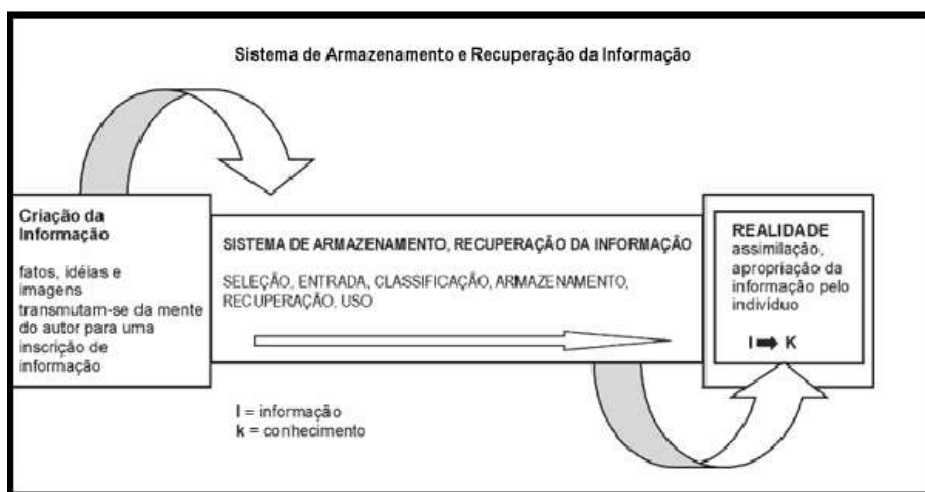 Sistema de Armazenamento e Recuperação da Informação
Criação da
Informação
fatos, idéias e
imagens
transmutam-se da mente
do autor para uma
inscrição de
informação
SISTEMA DE ARMAZENAMENTO, RECUPERAÇÃO DA INFORMAÇÃO
SELEÇÃO, ENTRADA, CLASSIFICAÇÃO, ARMAZENAMENTO,
RECUPERAÇÃO, USO
REALIDADE
assimilação,
apropriação da
informação pelo
indivíduo
I ➡ K
I = informação
k = conhecimento